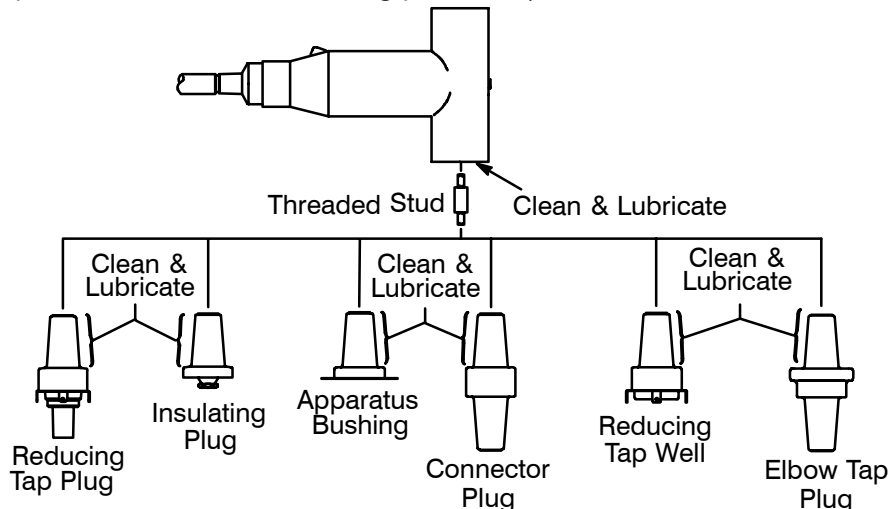 Threaded Stud
Clean & Lubricate
Clean &
Lubricate
Clean &
Lubricate
Clean &
Lubricate
Reducing
Tap Plug
Insulating
Plug
Apparatus
Bushing
Connector
Plug
Reducing
Tap Well
Elbow Tap
Plug